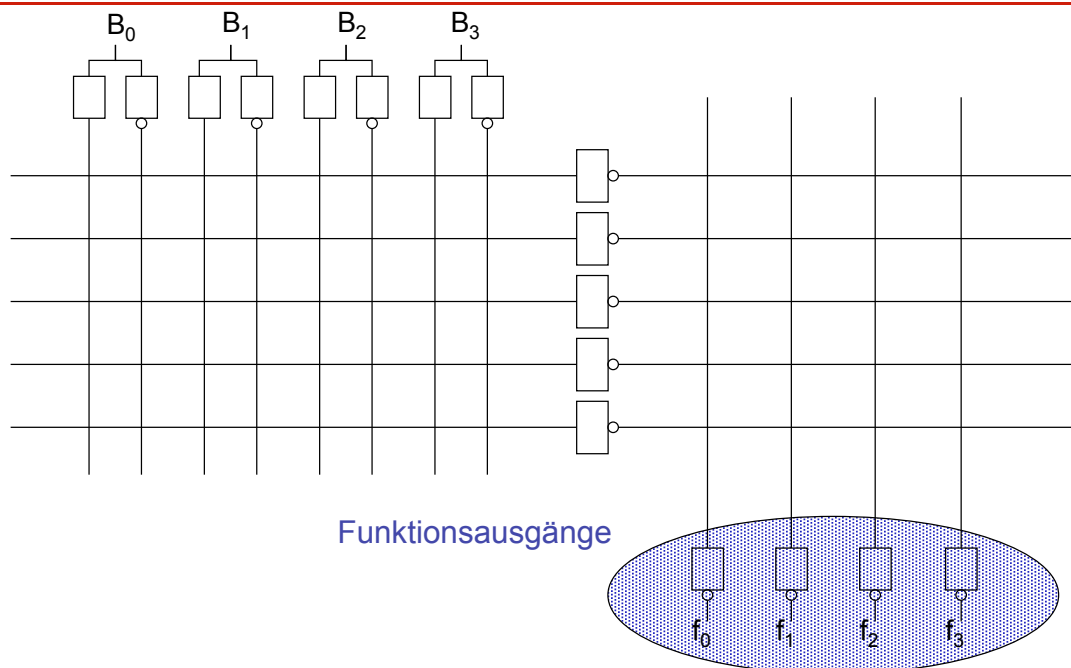 B₀ B₁ B₂ B₃
Funktionsausgänge
f₀ f₁ f₂ f₃